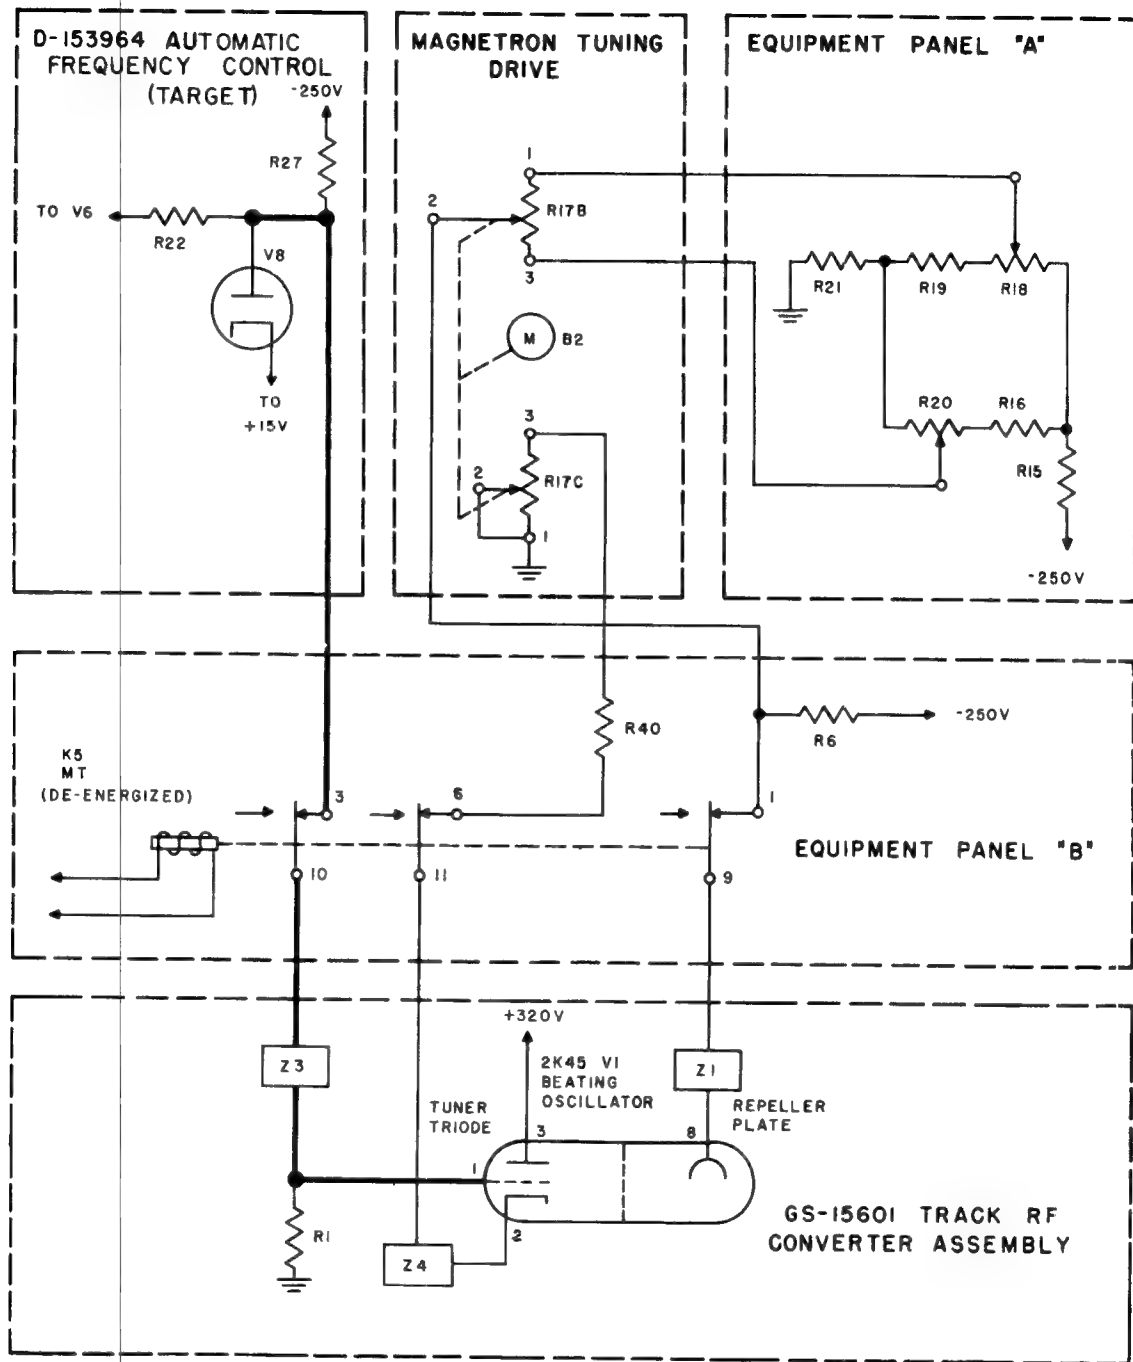 D-153964 AUTOMATIC
FREQUENCY CONTROL
(TARGET)
-250V
R27
TO V6
R22
V8
TO
+15V
MAGNETRON TUNING
DRIVE
1
2
R17B
3
M
B2
3
2
R17C
1
EQUIPMENT PANEL "A"
R21
R19
R18
R20
R16
R15
-250V
R40
-250V
R6
K5
MT
(DE-ENERGIZED)
3
6
1
10
11
9
EQUIPMENT PANEL "B"
+320V
Z3
2K45 V1
BEATING
OSCILLATOR
Z1
TUNER
TRIODE
REPELLER
PLATE
3
8
1
2
R1
Z4
GS-15601 TRACK RF
CONVERTER ASSEMBLY